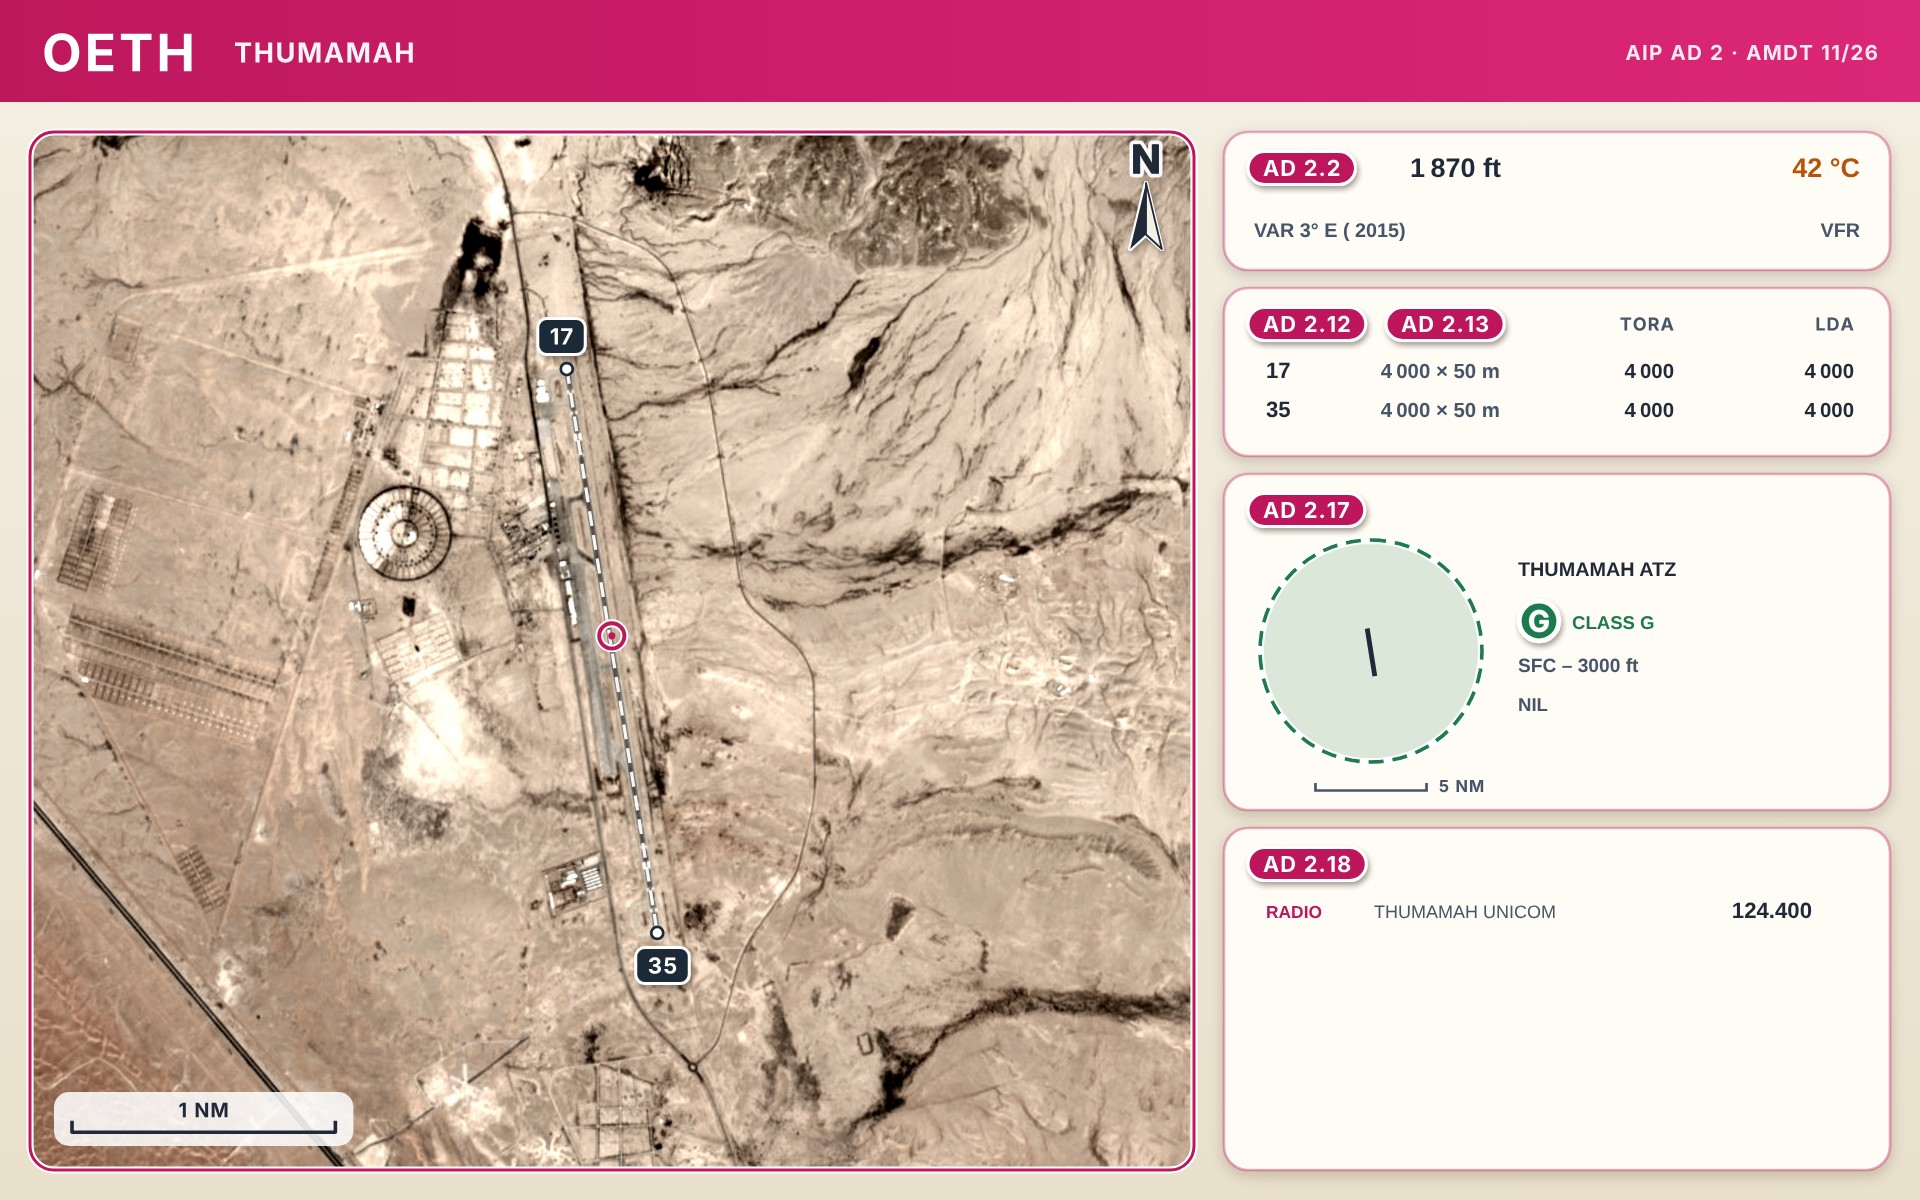 OETH THUMAMAH AIP AD 2 · AMDT 11/26
N
17
35
1 NM
AD 2.2 1 870 ft 42 °C
VAR 3° E ( 2015) VFR
AD 2.12 AD 2.13 TORA LDA
17 4 000 × 50 m 4 000 4 000
35 4 000 × 50 m 4 000 4 000
AD 2.17
THUMAMAH ATZ
G CLASS G
SFC – 3000 ft
NIL
5 NM
AD 2.18
RADIO THUMAMAH UNICOM 124.400